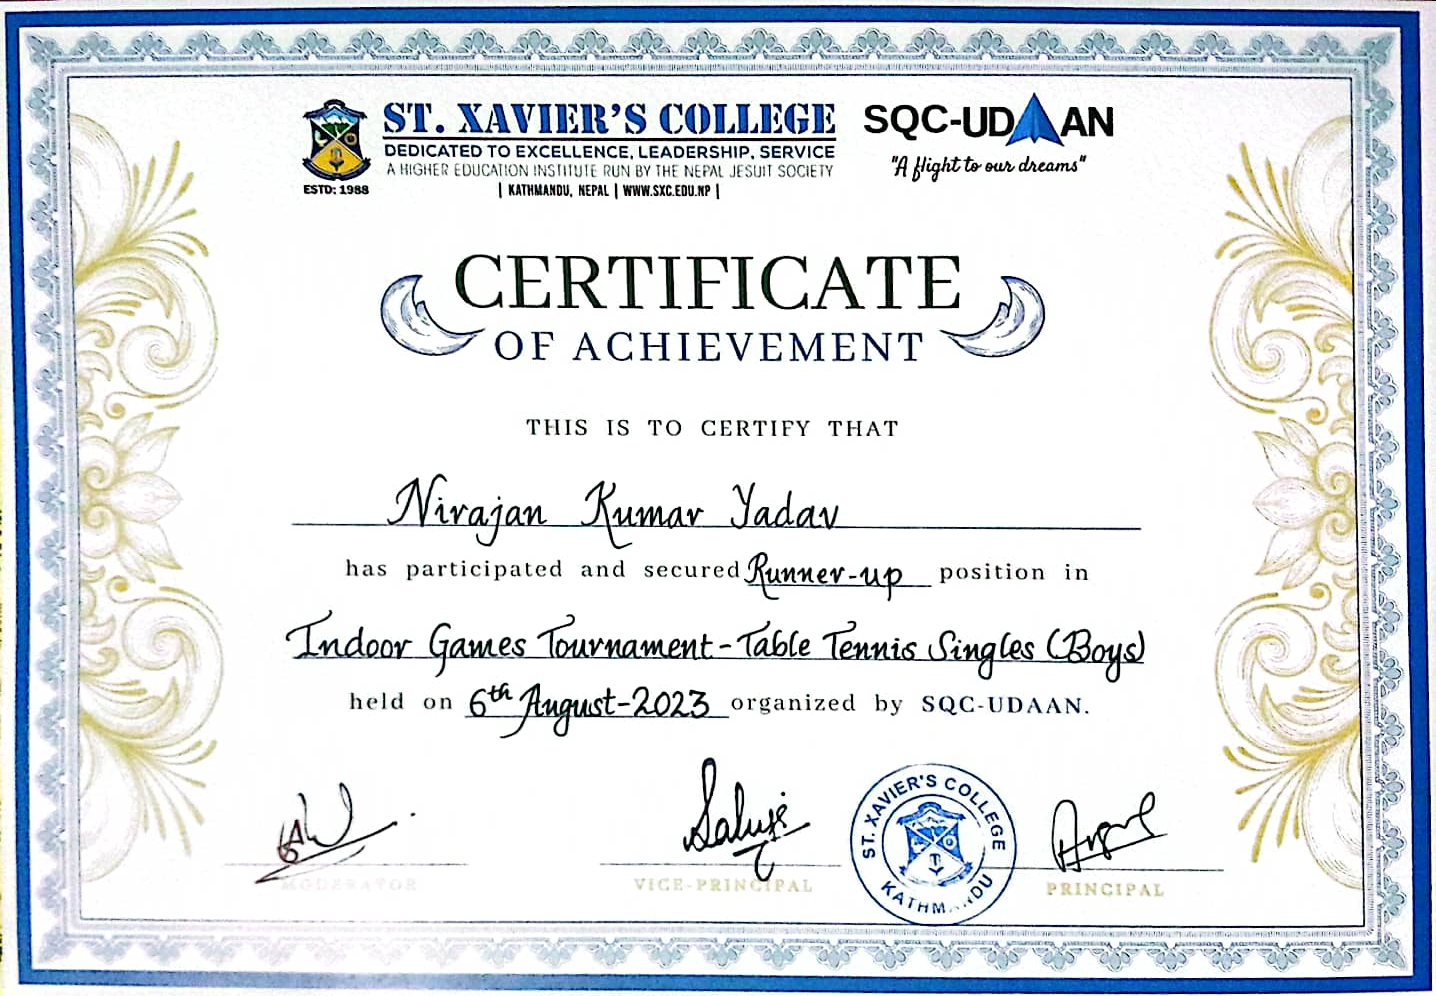 ST. XAVIER'S COLLEGE
DEDICATED TO EXCELLENCE, LEADERSHIP, SERVICE
A HIGHER EDUCATION INSTITUTE RUN BY THE NEPAL JESUIT SOCIETY
| KATHMANDU, NEPAL | WWW.SXC.EDU.NP |
ESTD: 1988
SQC-UDAAN
"A flight to our dreams"
CERTIFICATE
OF ACHIEVEMENT
THIS IS TO CERTIFY THAT
Nirajan Kumar Yadav
has participated and secured Runner-up position in
Indoor Games Tournament-Table Tennis Singles (Boys)
held on 6th August-2023 organized by SQC-UDAAN.
MODERATOR
VICE-PRINCIPAL
ST. XAVIER'S COLLEGE
PRINCIPAL